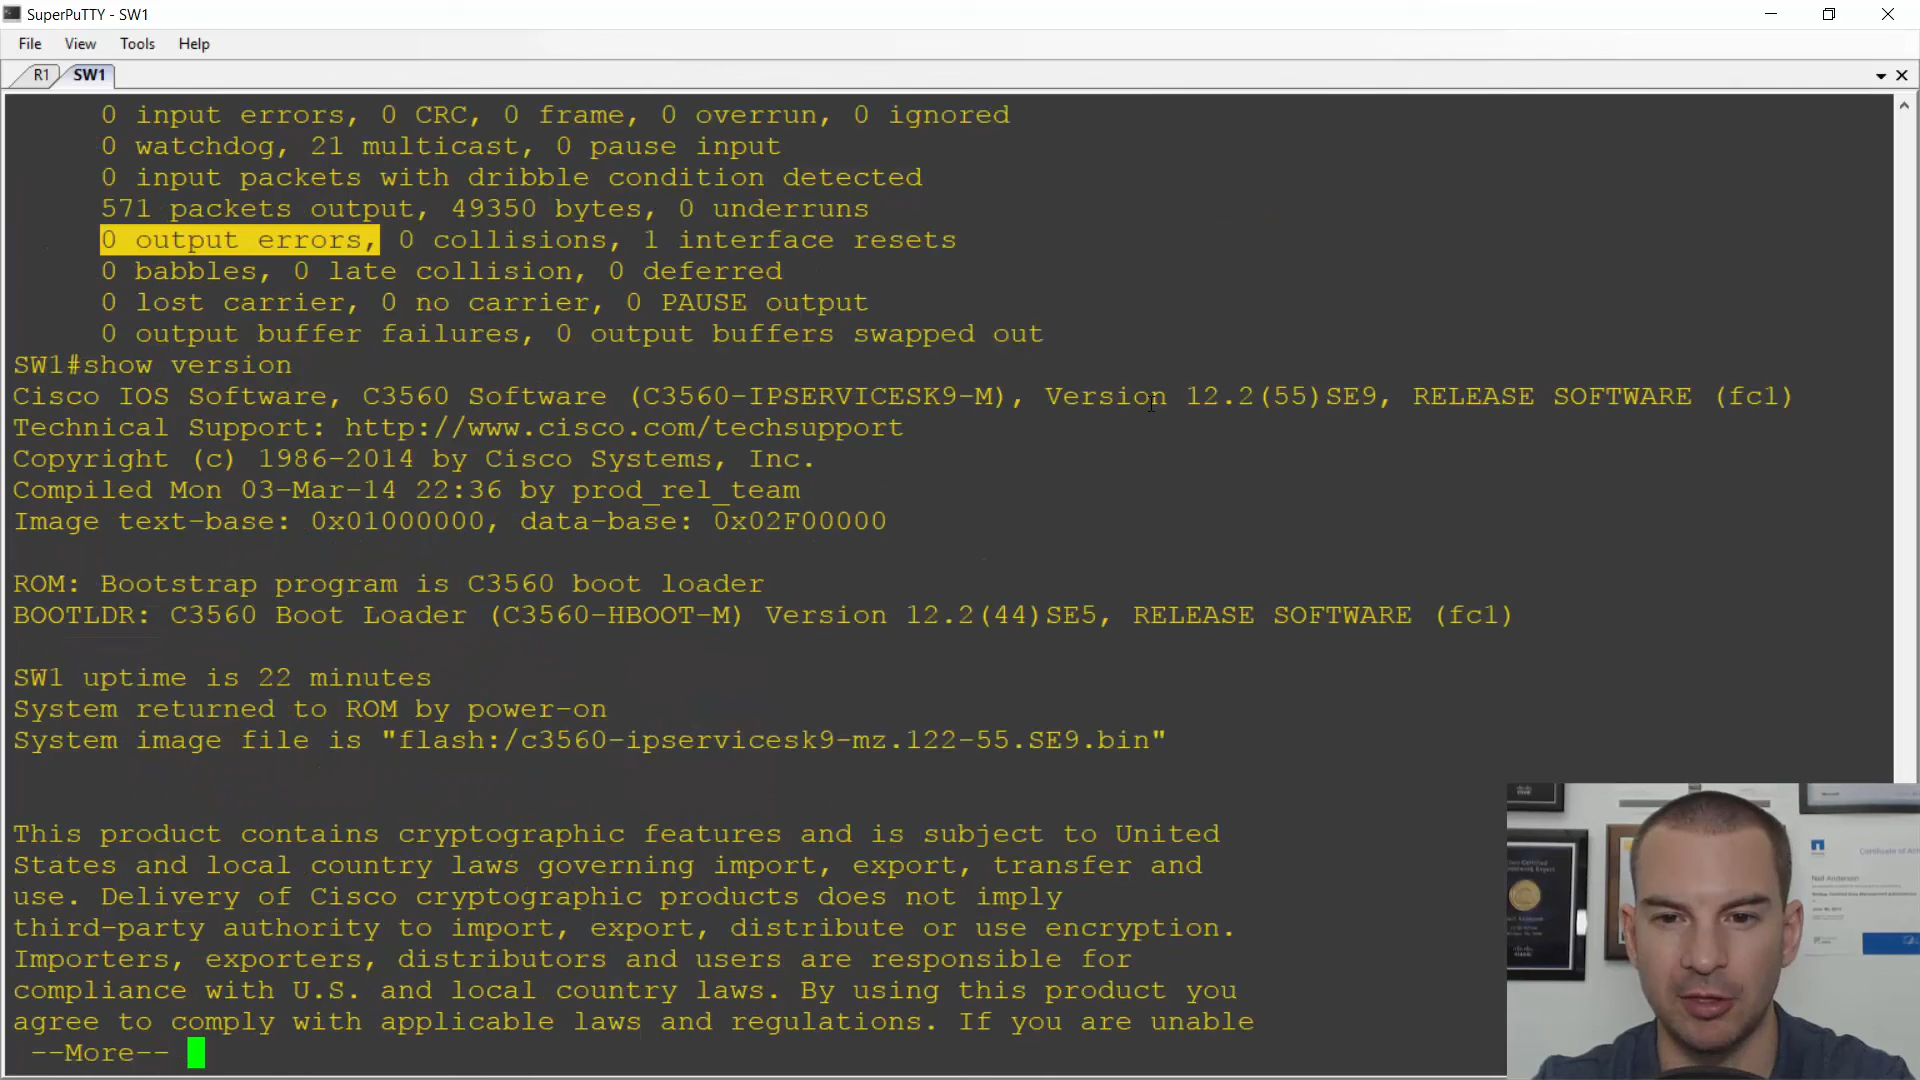 SuperPuTTY - SW1
File View Tools Help
R1 SW1
0 input errors, 0 CRC, 0 frame, 0 overrun, 0 ignored
0 watchdog, 21 multicast, 0 pause input
0 input packets with dribble condition detected
571 packets output, 49350 bytes, 0 underruns
0 output errors, 0 collisions, 1 interface resets
0 babbles, 0 late collision, 0 deferred
0 lost carrier, 0 no carrier, 0 PAUSE output
0 output buffer failures, 0 output buffers swapped out
SW1#show version
Cisco IOS Software, C3560 Software (C3560-IPSERVICESK9-M), Version 12.2(55)SE9, RELEASE SOFTWARE (fc1)
Technical Support: http://www.cisco.com/techsupport
Copyright (c) 1986-2014 by Cisco Systems, Inc.
Compiled Mon 03-Mar-14 22:36 by prod_rel_team
Image text-base: 0x01000000, data-base: 0x02F00000
ROM: Bootstrap program is C3560 boot loader
BOOTLDR: C3560 Boot Loader (C3560-HBOOT-M) Version 12.2(44)SE5, RELEASE SOFTWARE (fc1)
SW1 uptime is 22 minutes
System returned to ROM by power-on
System image file is "flash:/c3560-ipservicesk9-mz.122-55.SE9.bin"
This product contains cryptographic features and is subject to United
States and local country laws governing import, export, transfer and
use. Delivery of Cisco cryptographic products does not imply
third-party authority to import, export, distribute or use encryption.
Importers, exporters, distributors and users are responsible for
compliance with U.S. and local country laws. By using this product you
agree to comply with applicable laws and regulations. If you are unable
--More--
Neil Anderson